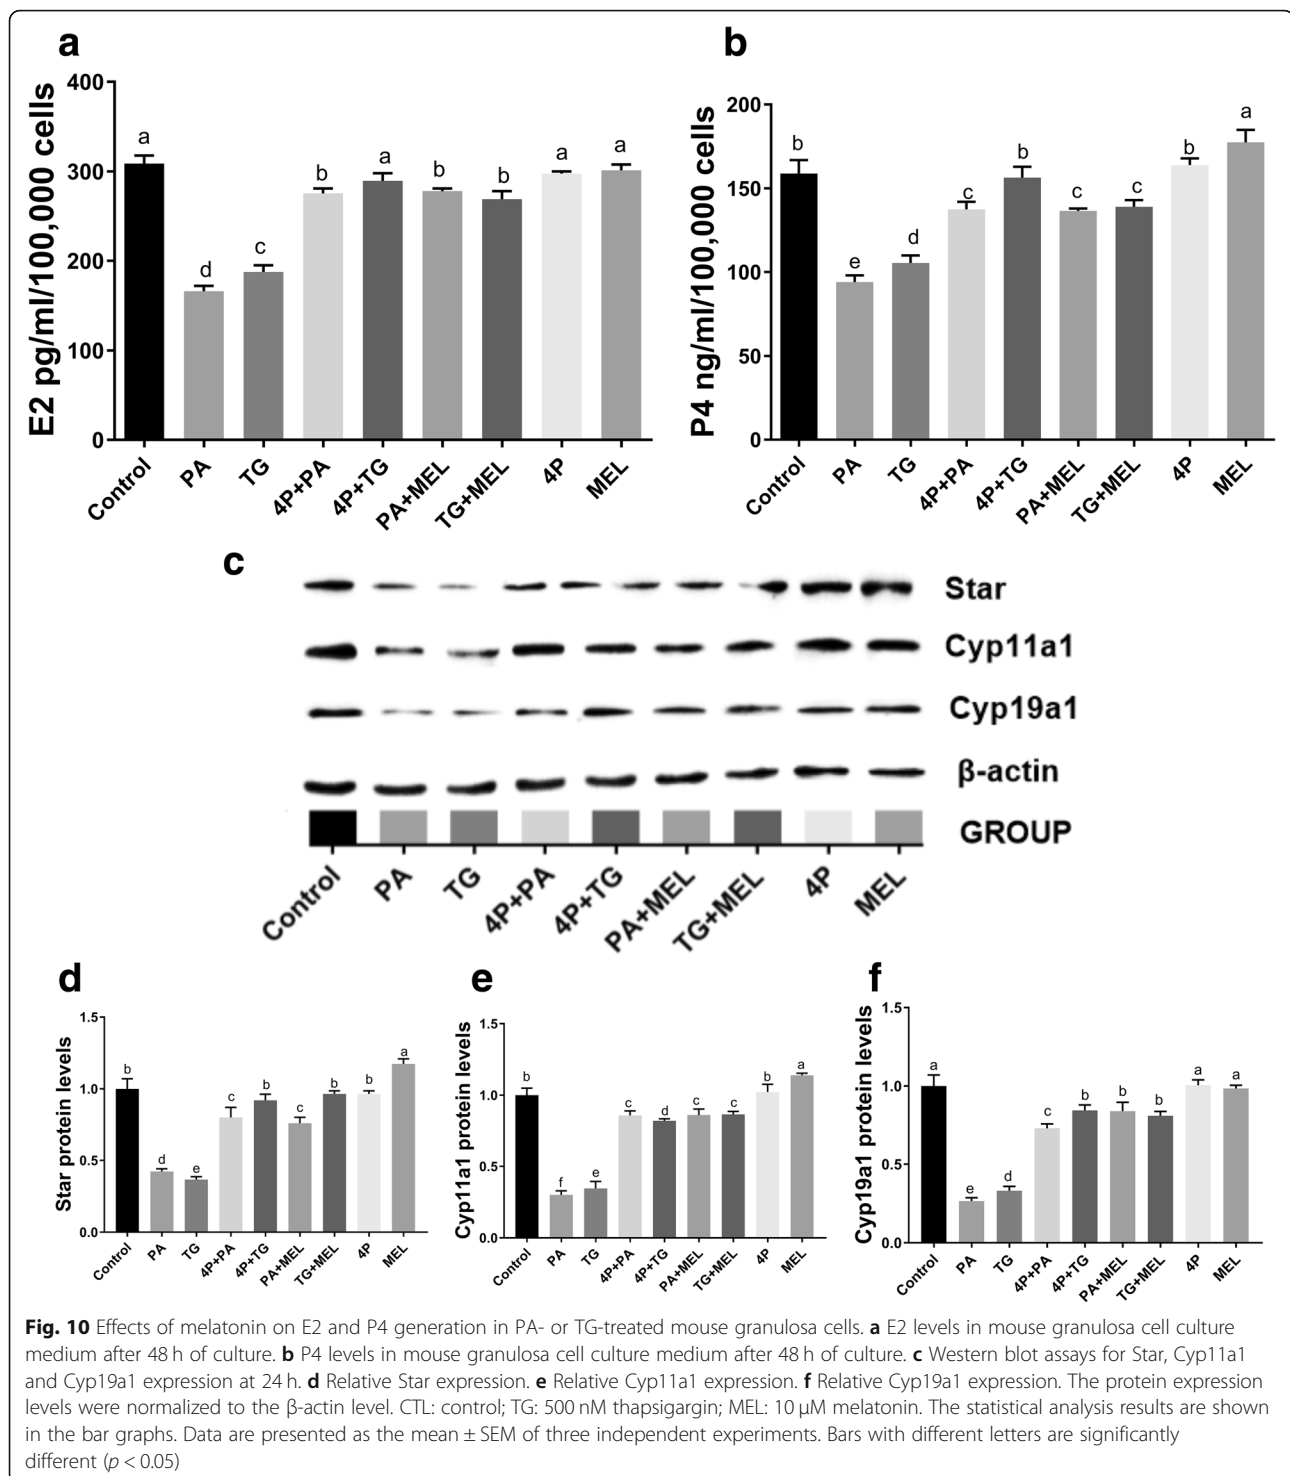 a
400
300
200
100
0
E2 pg/ml/100,000 cells
a
d
c
b
a
b
b
a
a
Control
PA
TG
4P+PA
4P+TG
PA+MEL
TG+MEL
4P
MEL
b
200
150
100
50
0
P4 ng/ml/100,000 cells
b
e
d
c
b
c
c
b
a
Control
PA
TG
4P+PA
4P+TG
PA+MEL
TG+MEL
4P
MEL
c
Star
Cyp11a1
Cyp19a1
β-actin
GROUP
Control
PA
TG
4P+PA
4P+TG
PA+MEL
TG+MEL
4P
MEL
d
1.5
1.0
0.5
0.0
Star protein levels
b
d
e
c
b
c
b
b
a
Control
PA
TG
4P+PA
4P+TG
PA+MEL
TG+MEL
4P
MEL
e
1.5
1.0
0.5
0.0
Cyp11a1 protein levels
b
f
e
c
d
c
c
b
a
Control
PA
TG
4P+PA
4P+TG
PA+MEL
TG+MEL
4P
MEL
f
1.5
1.0
0.5
0.0
Cyp19a1 protein levels
a
e
d
c
b
b
b
a
a
Control
PA
TG
4P+PA
4P+TG
PA+MEL
TG+MEL
4P
MEL
Fig. 10 Effects of melatonin on E2 and P4 generation in PA- or TG-treated mouse granulosa cells. a E2 levels in mouse granulosa cell culture
medium after 48 h of culture. b P4 levels in mouse granulosa cell culture medium after 48 h of culture. c Western blot assays for Star, Cyp11a1
and Cyp19a1 expression at 24 h. d Relative Star expression. e Relative Cyp11a1 expression. f Relative Cyp19a1 expression. The protein expression
levels were normalized to the β-actin level. CTL: control; TG: 500 nM thapsigargin; MEL: 10 μM melatonin. The statistical analysis results are shown
in the bar graphs. Data are presented as the mean ± SEM of three independent experiments. Bars with different letters are significantly
different (p < 0.05)